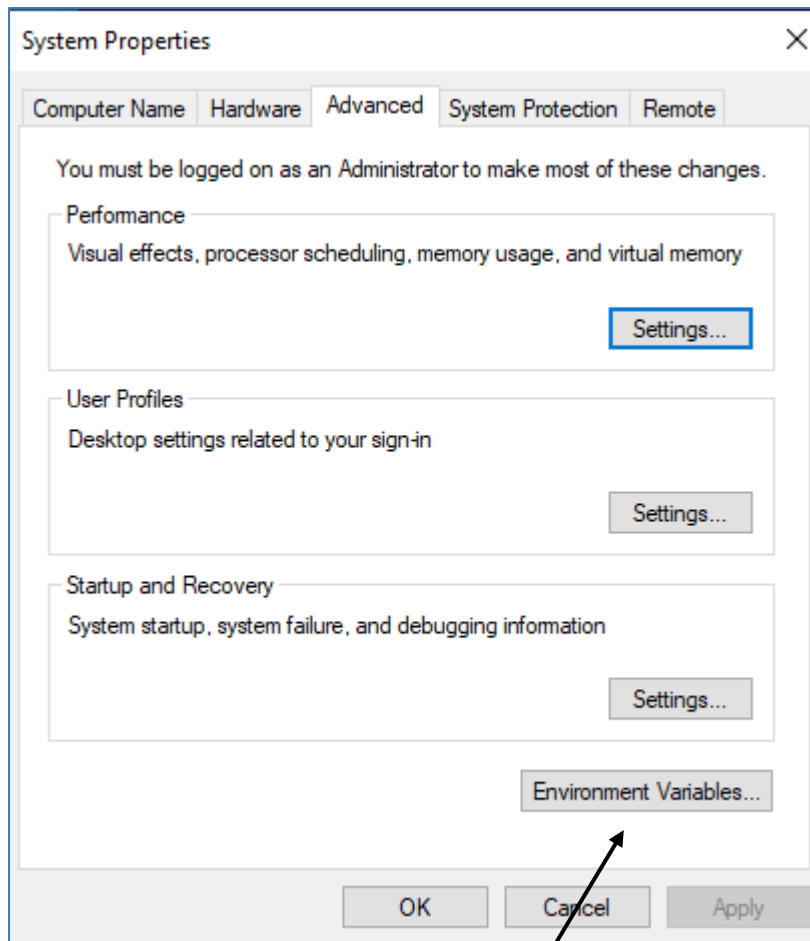 System Properties
Computer Name Hardware Advanced System Protection Remote
You must be logged on as an Administrator to make most of these changes.
Performance
Visual effects, processor scheduling, memory usage, and virtual memory
Settings...
User Profiles
Desktop settings related to your sign-in
Settings...
Startup and Recovery
System startup, system failure, and debugging information
Settings...
Environment Variables...
OK Cancel Apply